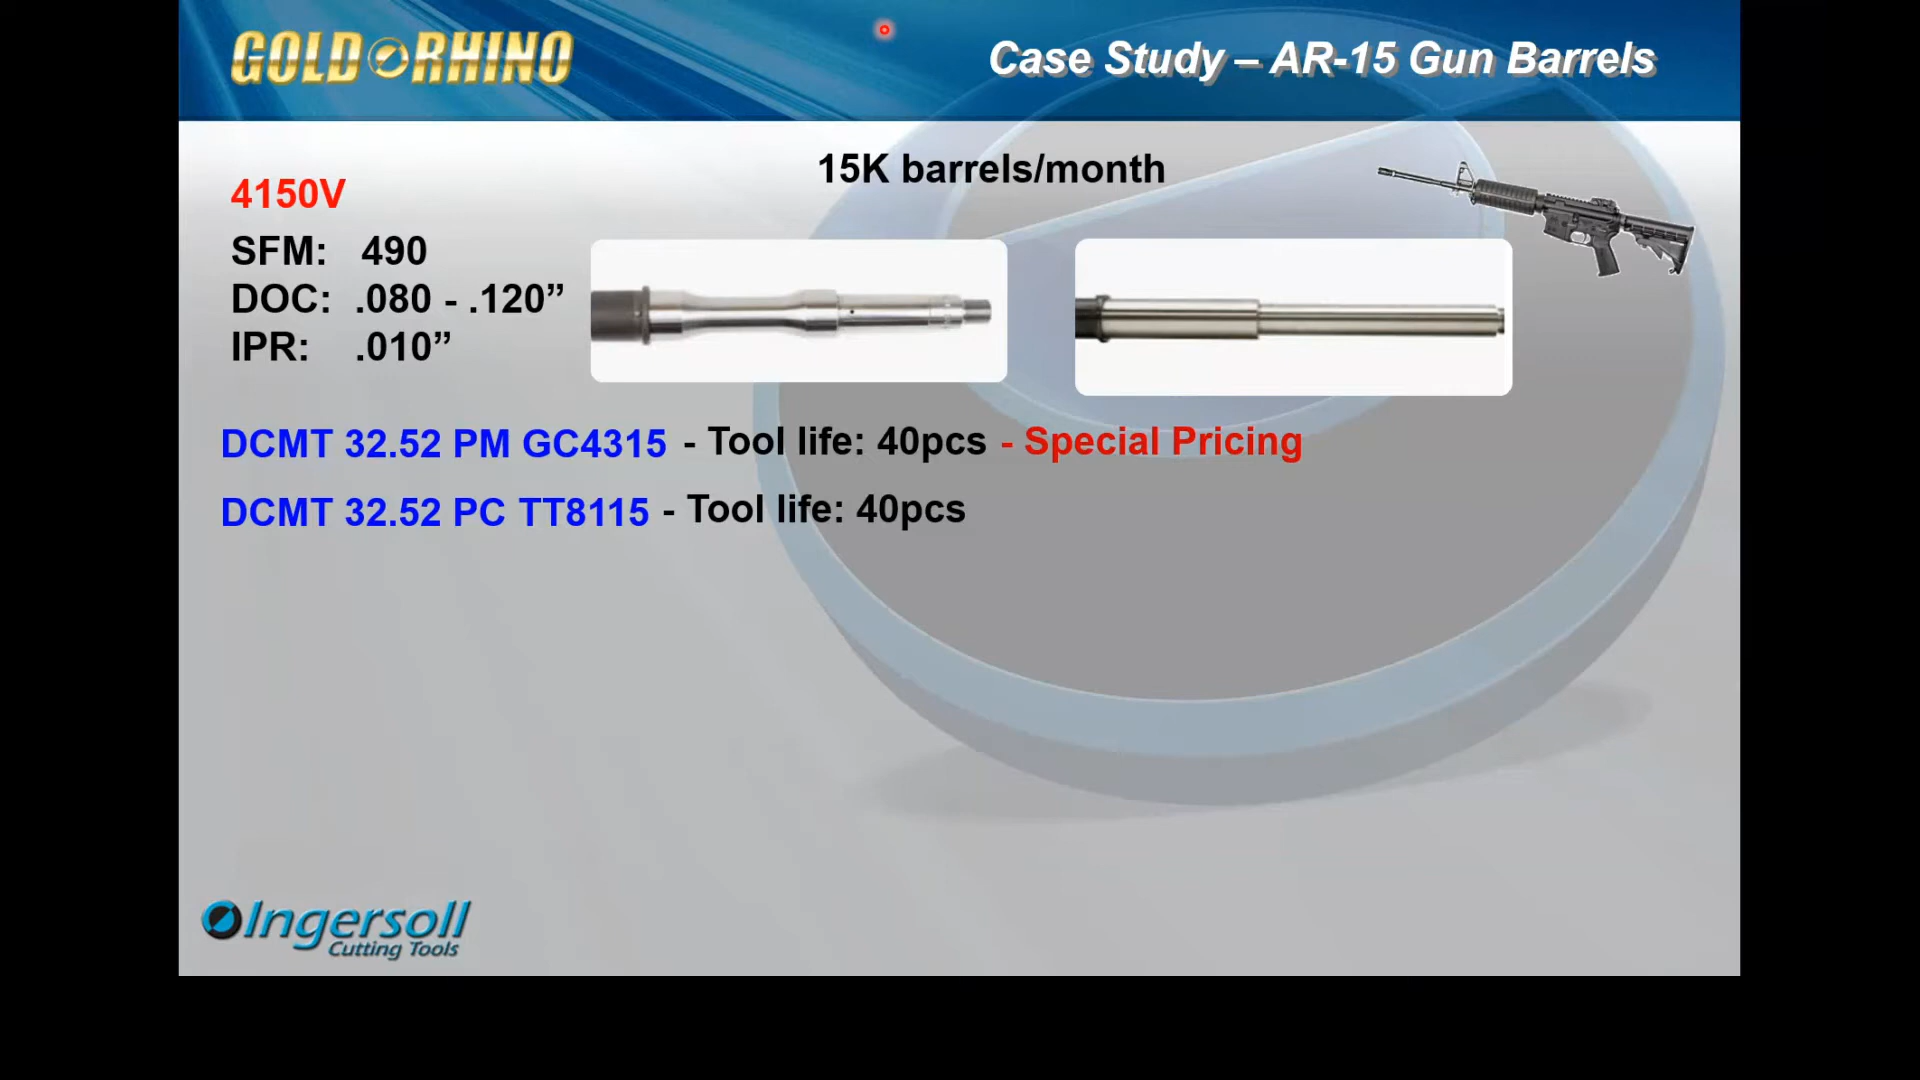 GOLD RHINO
Case Study – AR-15 Gun Barrels
15K barrels/month
4150V
SFM: 490
DOC: .080 - .120”
IPR: .010”
DCMT 32.52 PM GC4315 - Tool life: 40pcs - Special Pricing
DCMT 32.52 PC TT8115 - Tool life: 40pcs
Ingersoll
Cutting Tools